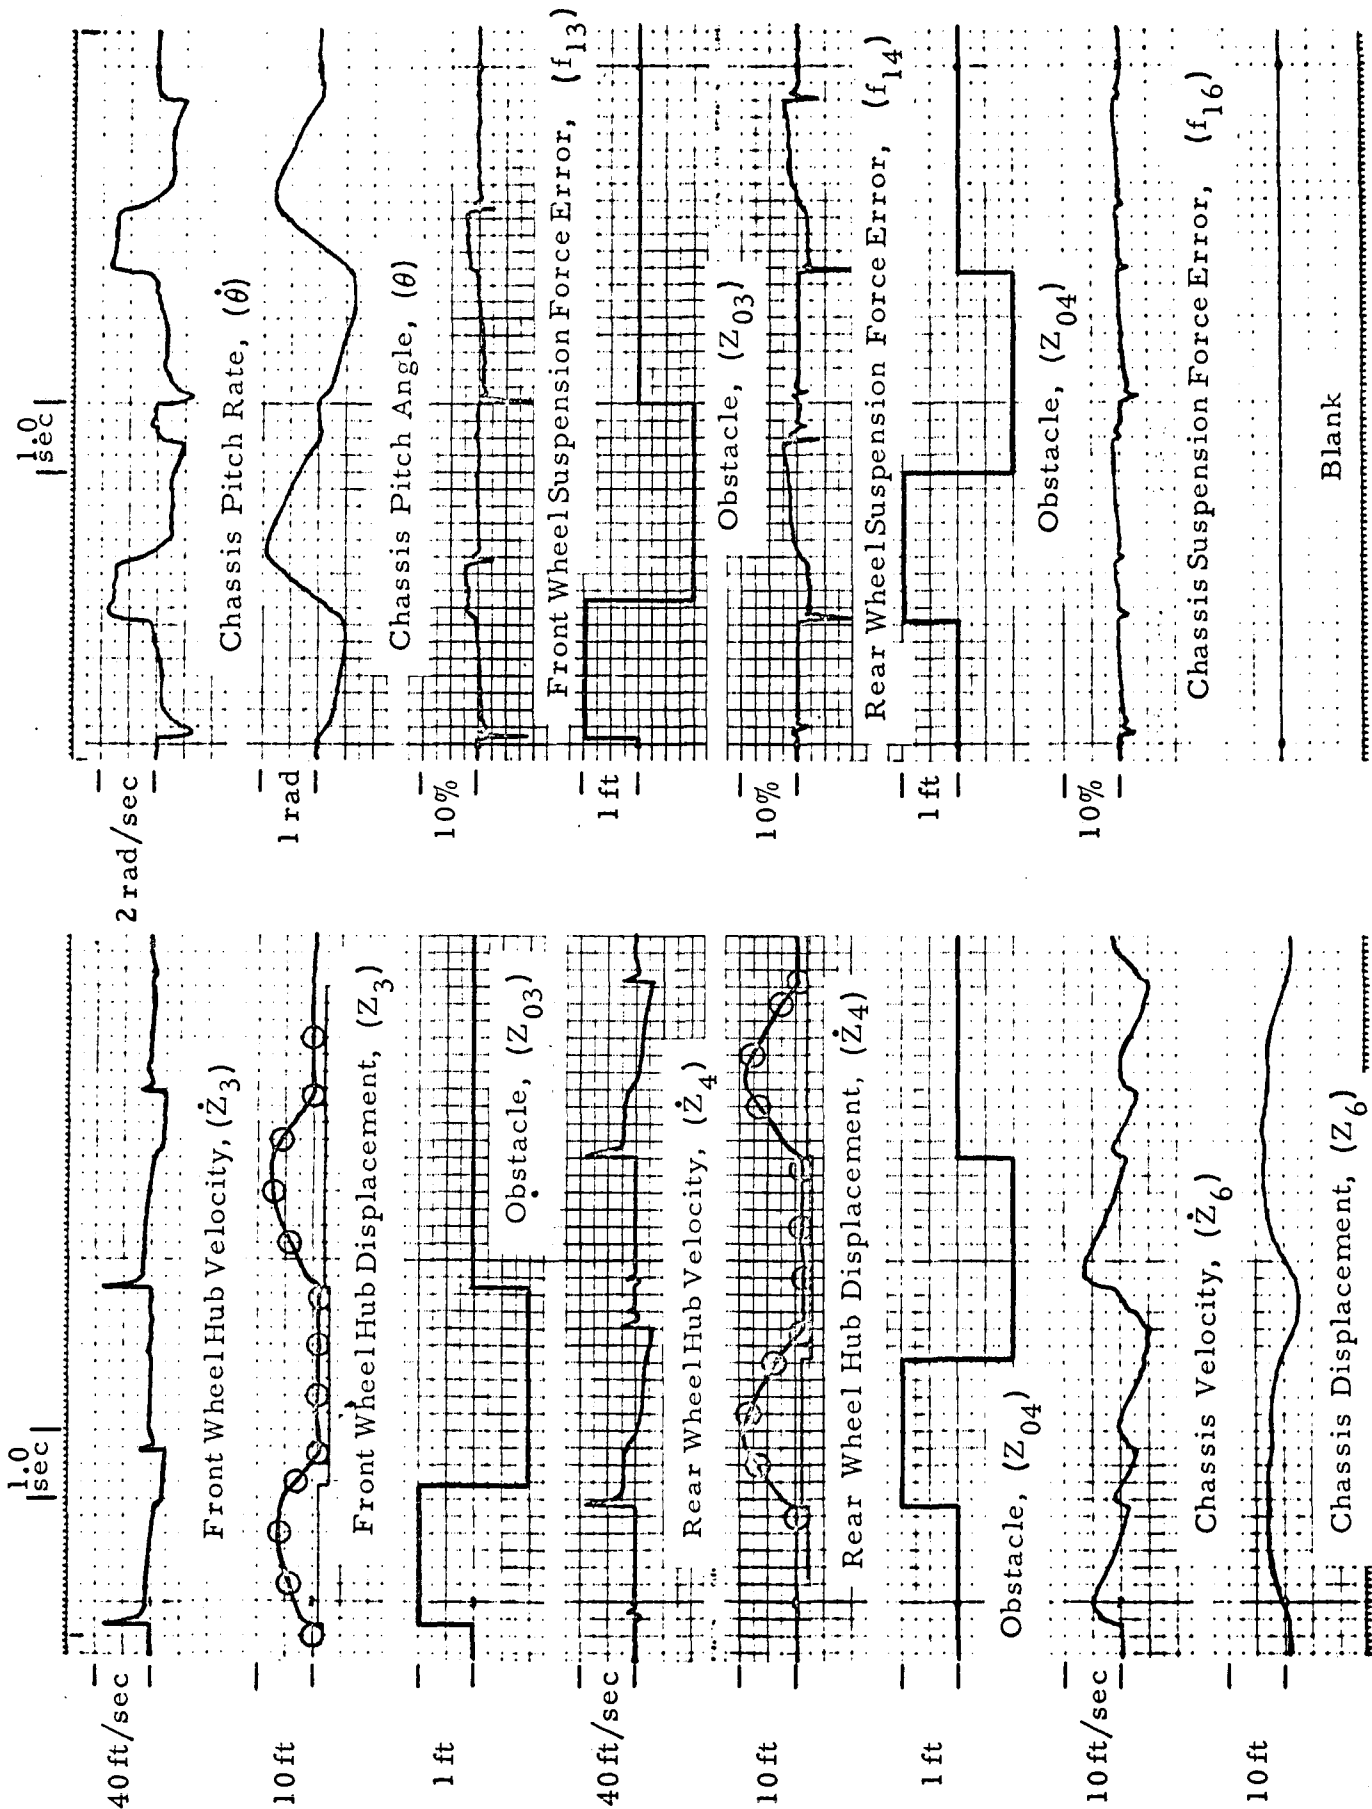 1.0
sec
40 ft/sec
Front Wheel Hub Velocity, (Ż3)
10 ft
Front Wheel Hub Displacement, (Z3)
1 ft
Obstacle, (Z03)
40 ft/sec
Rear Wheel Hub Velocity, (Ż4)
10 ft
Rear Wheel Hub Displacement, (Ż4)
1 ft
Obstacle, (Z04)
10 ft/sec
Chassis Velocity, (Ż6)
10 ft
Chassis Displacement, (Z6)
1.0
sec
2 rad/sec
Chassis Pitch Rate, (θ̇)
1 rad
Chassis Pitch Angle, (θ)
10%
Front Wheel Suspension Force Error, (f13)
1 ft
Obstacle, (Z03)
10%
Rear Wheel Suspension Force Error, (f14)
1 ft
Obstacle, (Z04)
10%
Chassis Suspension Force Error, (f16)
Blank